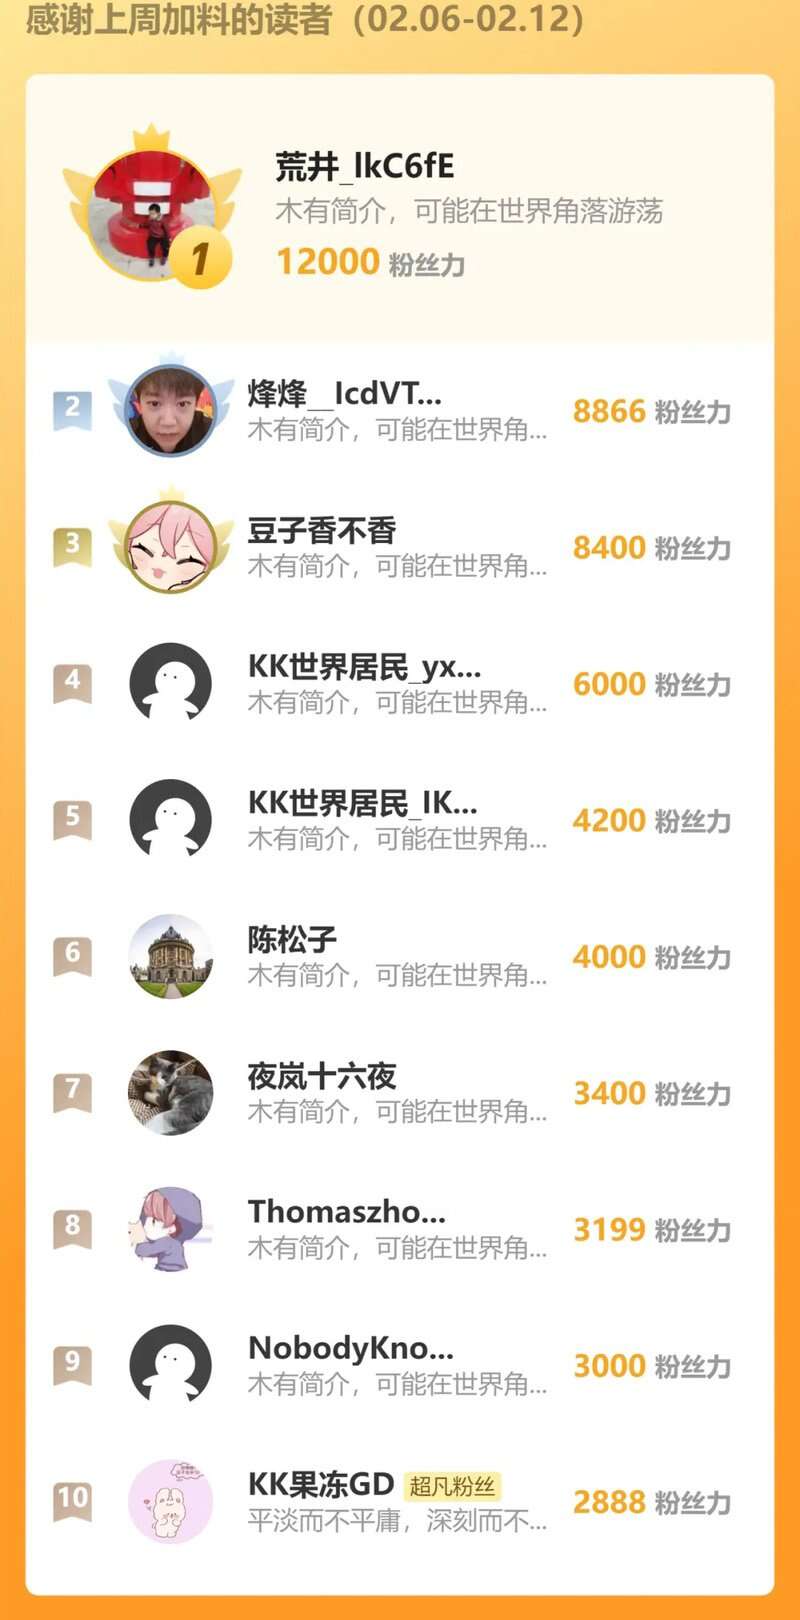 感谢上周加料的读者（02.06-02.12）
荒井_lkC6fE
木有简介，可能在世界角落游荡
1
12000 粉丝力
2
烽烽__IcdVT...
木有简介，可能在世界角...
8866 粉丝力
3
豆子香不香
木有简介，可能在世界角...
8400 粉丝力
4
KK世界居民_yx...
木有简介，可能在世界角...
6000 粉丝力
5
KK世界居民_IK...
木有简介，可能在世界角...
4200 粉丝力
6
陈松子
木有简介，可能在世界角...
4000 粉丝力
7
夜岚十六夜
木有简介，可能在世界角...
3400 粉丝力
8
Thomaszho...
木有简介，可能在世界角...
3199 粉丝力
9
NobodyKno...
木有简介，可能在世界角...
3000 粉丝力
10
KK果冻GD 超凡粉丝
平淡而不平庸，深刻而不...
2888 粉丝力